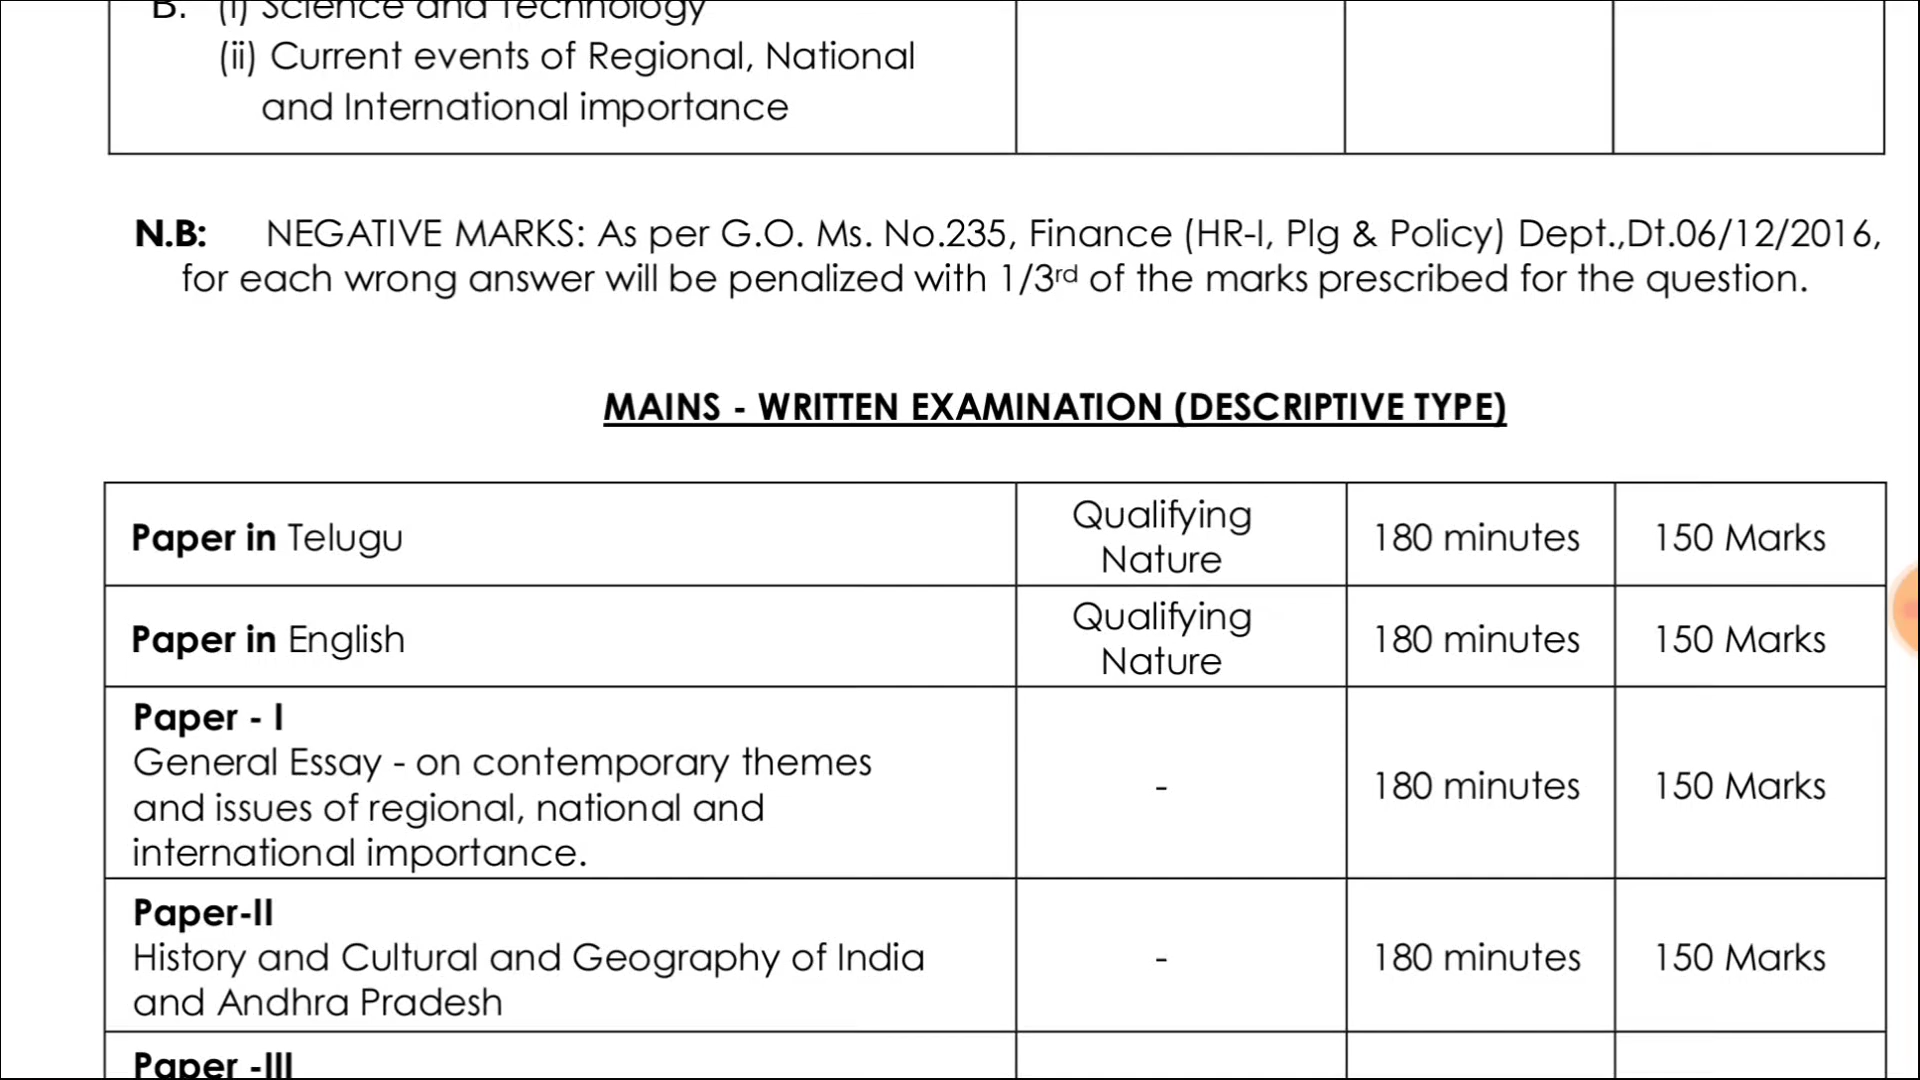 B. (i) Science and Technology
(ii) Current events of Regional, National
and International importance
N.B: NEGATIVE MARKS: As per G.O. Ms. No.235, Finance (HR-I, Plg & Policy) Dept.,Dt.06/12/2016,
for each wrong answer will be penalized with 1/3rd of the marks prescribed for the question.
MAINS - WRITTEN EXAMINATION (DESCRIPTIVE TYPE)
Paper in Telugu
Qualifying
Nature
180 minutes
150 Marks
Paper in English
Qualifying
Nature
180 minutes
150 Marks
Paper - I
General Essay - on contemporary themes
and issues of regional, national and
international importance.
-
180 minutes
150 Marks
Paper-II
History and Cultural and Geography of India
and Andhra Pradesh
-
180 minutes
150 Marks
Paper -III